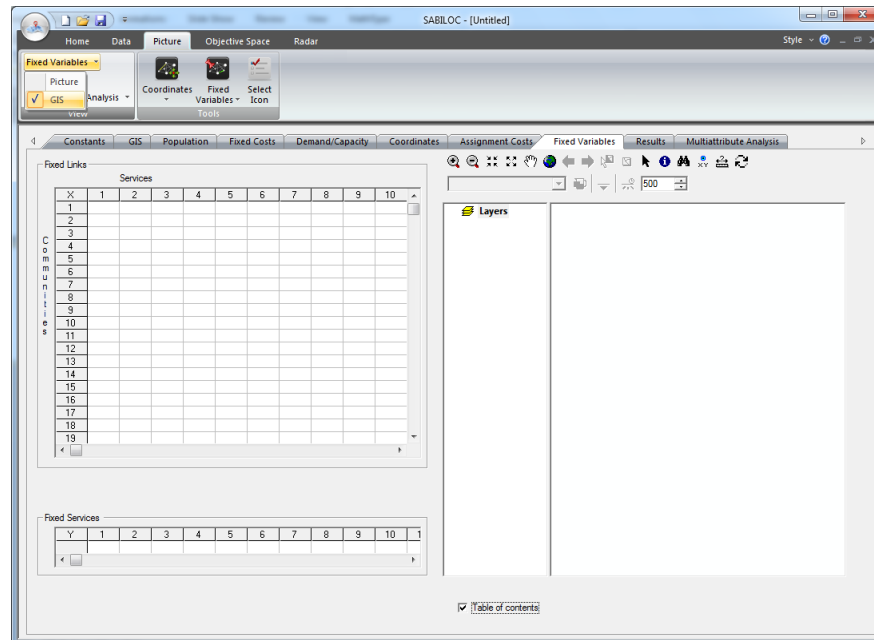 SABILOC - [Untitled]
Home Data Picture Objective Space Radar Style
Fixed Variables
Picture
GIS
Analysis
View
Coordinates Fixed Variables Select Icon
Tools
Constants GIS Population Fixed Costs Demand/Capacity Coordinates Assignment Costs Fixed Variables Results Multiattribute Analysis
Fixed Links
Services
X 1 2 3 4 5 6 7 8 9 10
1
2
3
4
5
6
7
8
9
10
11
12
13
14
15
16
17
18
19
Communities
XY
500
Layers
Fixed Services
Y 1 2 3 4 5 6 7 8 9 10 1
Table of contents